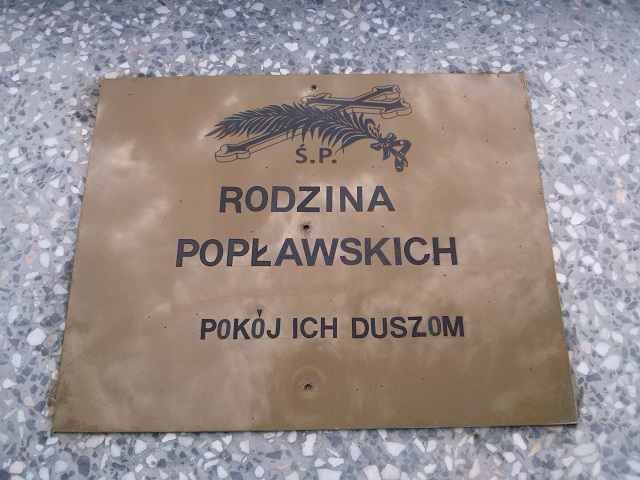 Ś.P.
RODZINA
POPŁAWSKICH
POKÓJ ICH DUSZOM